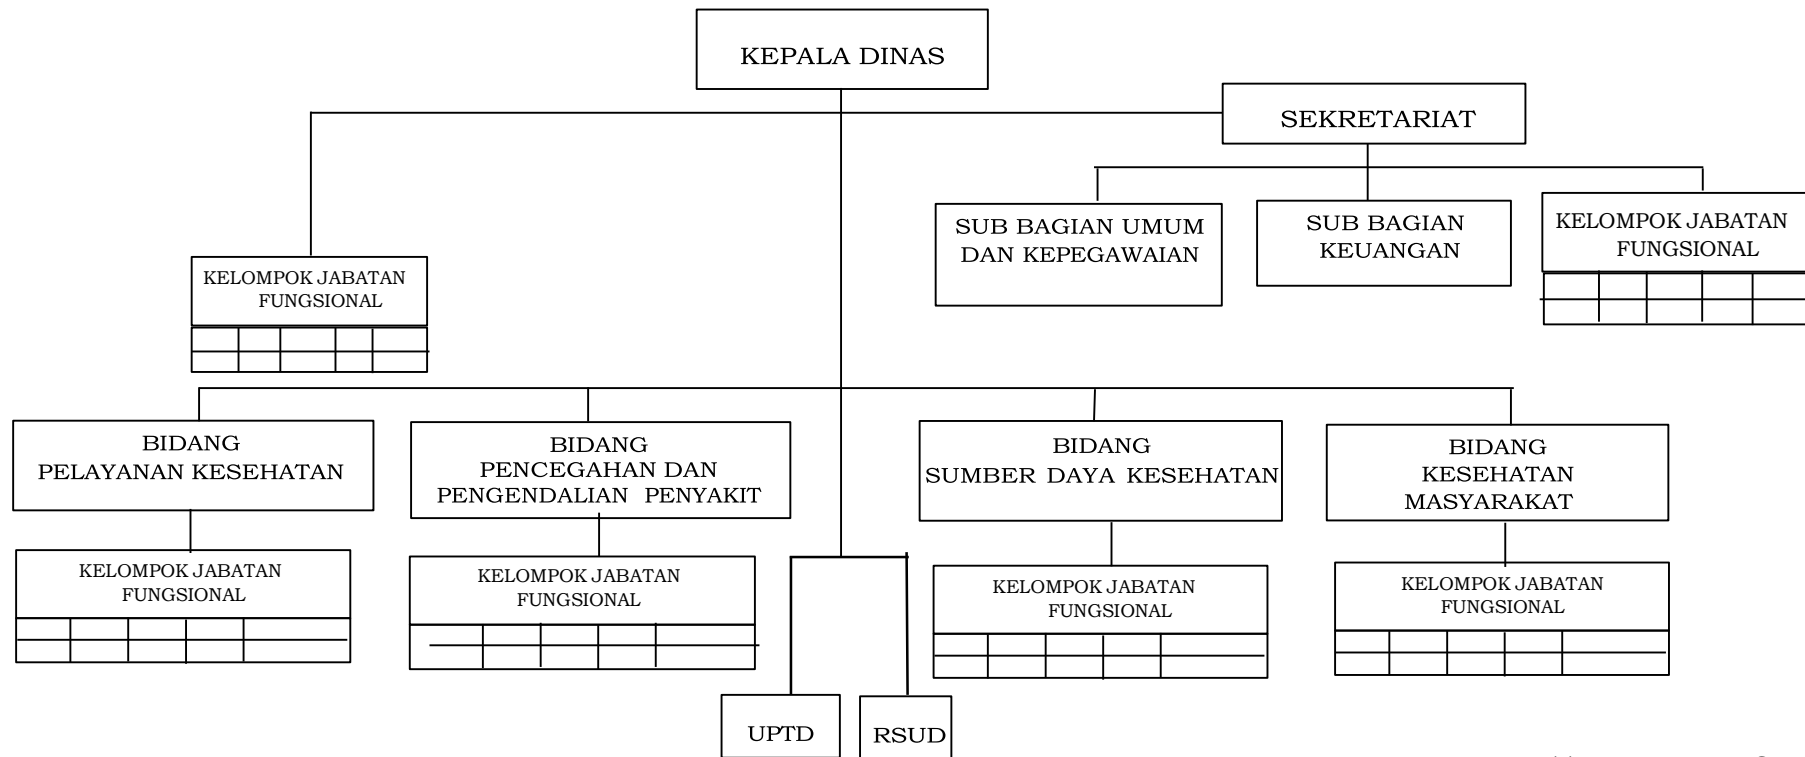 KEPALA DINAS
SEKRETARIAT
SUB BAGIAN UMUM
DAN KEPEGAWAIAN
SUB BAGIAN
KEUANGAN
KELOMPOK JABATAN
FUNGSIONAL
KELOMPOK JABATAN
FUNGSIONAL
BIDANG
PELAYANAN KESEHATAN
BIDANG
PENCEGAHAN DAN
PENGENDALIAN PENYAKIT
BIDANG
SUMBER DAYA KESEHATAN
BIDANG
KESEHATAN
MASYARAKAT
KELOMPOK JABATAN
FUNGSIONAL
KELOMPOK JABATAN
FUNGSIONAL
KELOMPOK JABATAN
FUNGSIONAL
KELOMPOK JABATAN
FUNGSIONAL
UPTD
RSUD